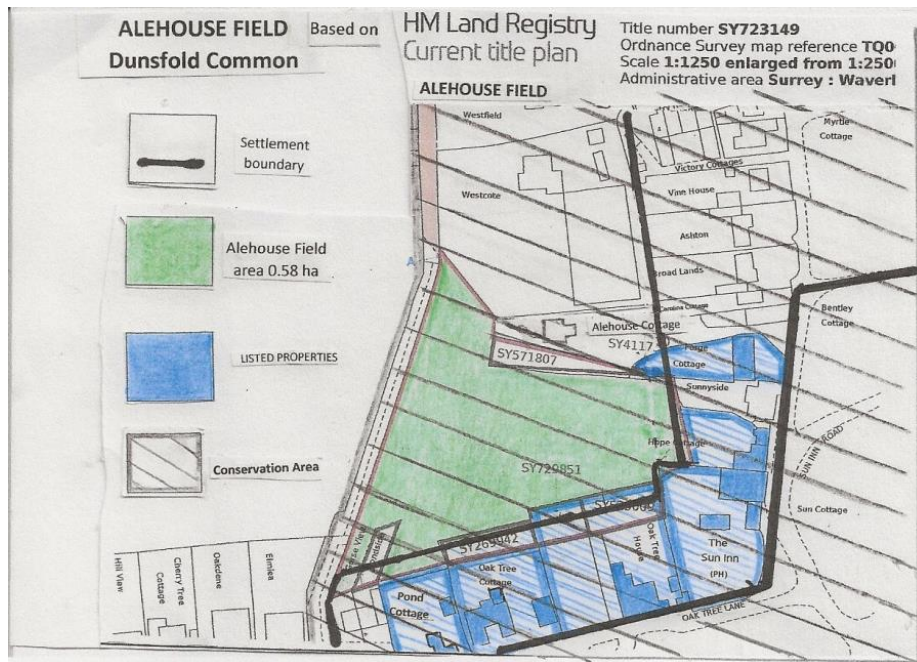 ALEHOUSE FIELD
Dunsfold Common
Based on
HM Land Registry
Current title plan
Title number SY723149
Ordnance Survey map reference TQ0
Scale 1:1250 enlarged from 1:250
Administrative area Surrey : Waverl
ALEHOUSE FIELD
Settlement
boundary
Alehouse Field
area 0.58 ha
LISTED PROPERTIES
Conservation Area
Westfield
Myrtle
Cottage
Victory Cottages
Westcote
Vine House
Ashton
Broad Lands
A
Bentley
Cottage
Alehouse Cottage
SY4117
SY571807
Cottage
Sunnyside
Hope Cottage
SUN INN ROAD
SY729851
Sun Cottage
SY269942
Oak Tree
House
The
Sun Inn
(PH)
Oak Tree
Cottage
Pond
Cottage
OAK TREE LANE
Hill View
Cherry Tree
Cottage
Oakdene
Elmlea